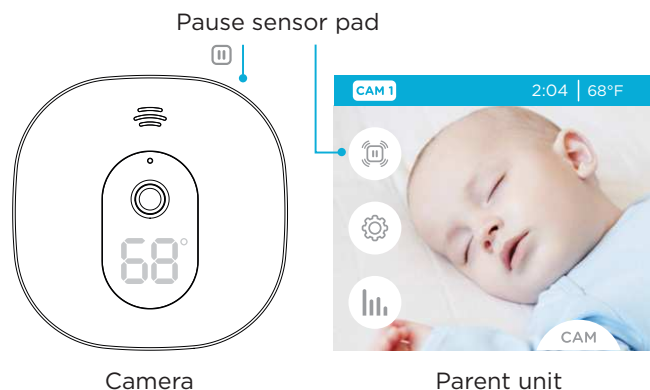 Pause sensor pad
CAM 1 2:04 68°F
68°
CAM
Camera Parent unit